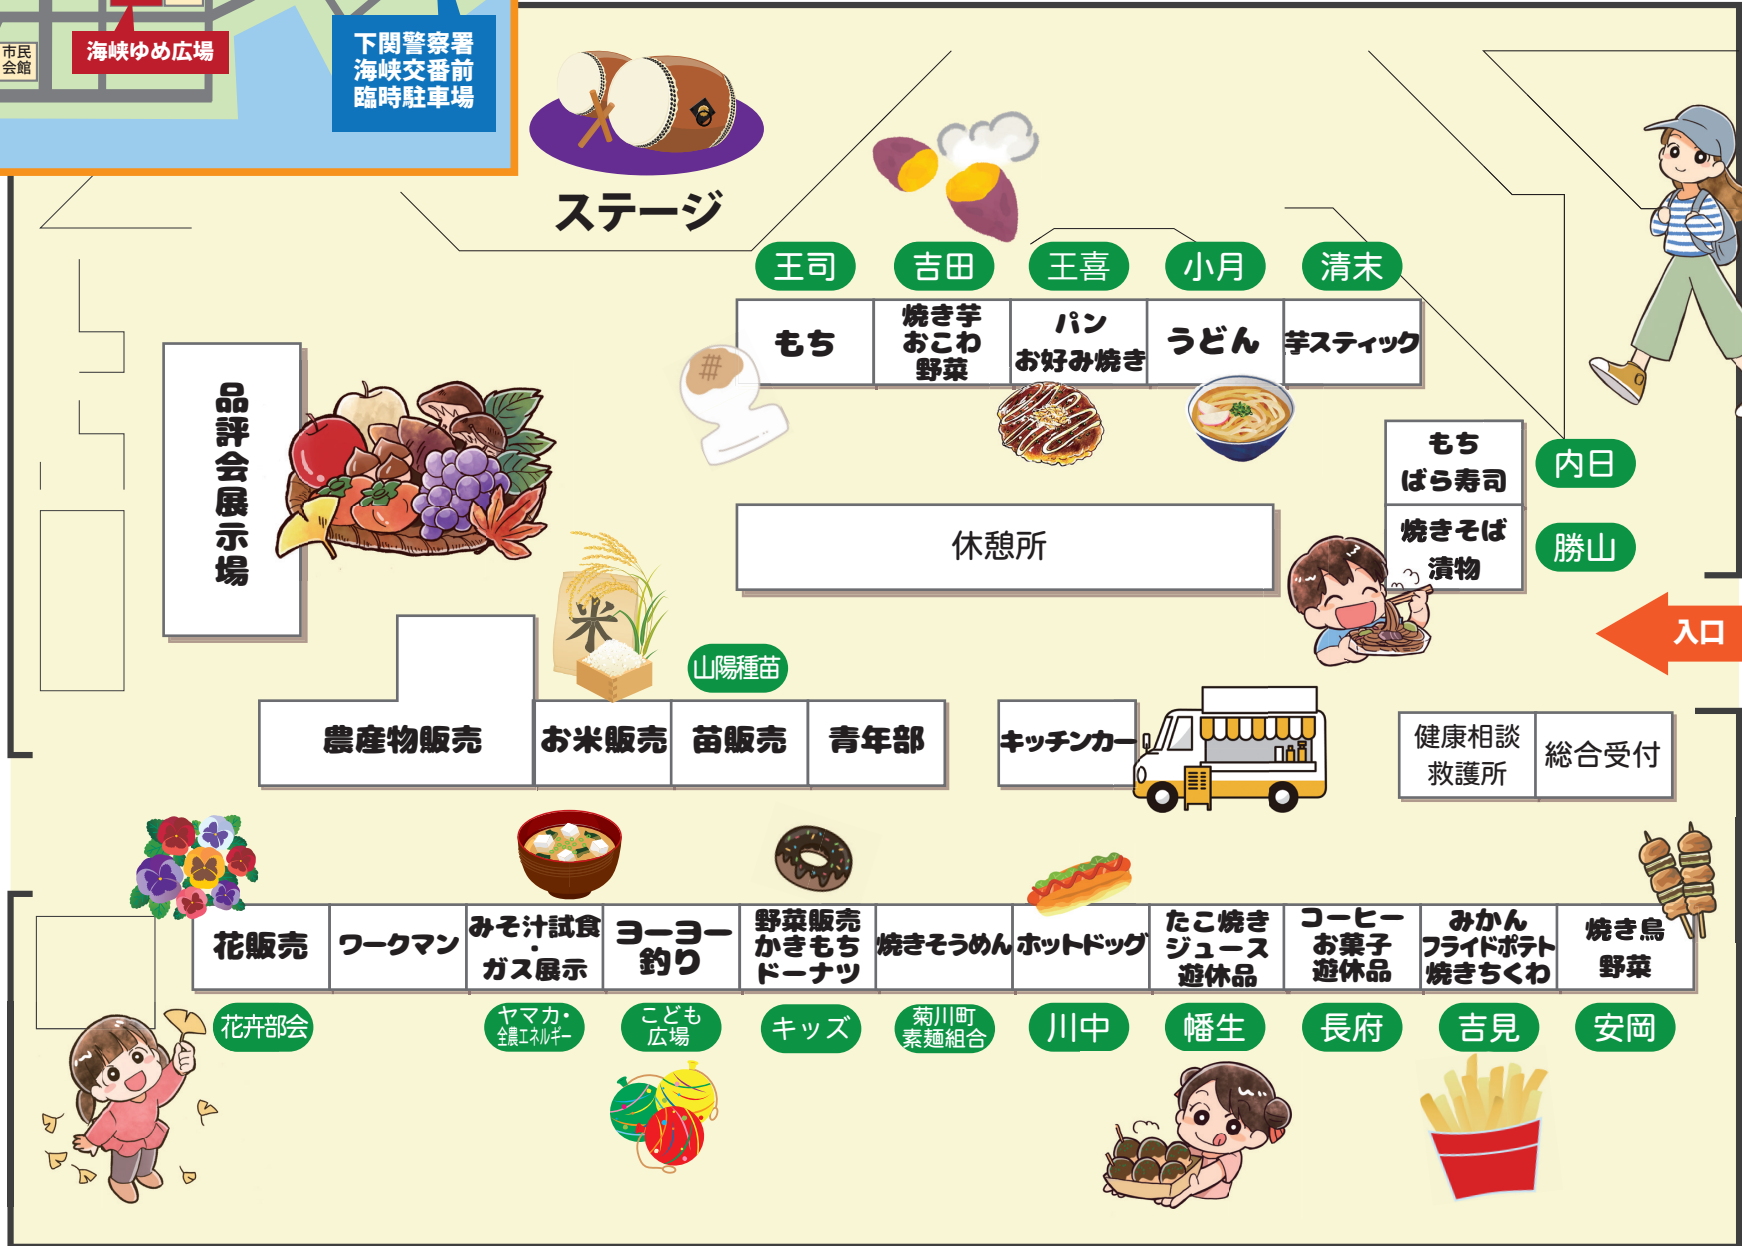 市民
会館
海峡ゆめ広場
下関警察署
海峡交番前
臨時駐車場
ステージ
王司
吉田
王喜
小月
清末
もち
焼き芋
おこわ
野菜
パン
お好み焼き
うどん
芋スティック
品評会展示場
もち
ばら寿司
内日
焼きそば
漬物
勝山
休憩所
入口
米
山陽種苗
農産物販売
お米販売
苗販売
青年部
キッチンカー
健康相談
救護所
総合受付
花販売
ワークマン
みそ汁試食
・
ガス展示
ヨーヨー
釣り
野菜販売
かきもち
ドーナツ
焼きそうめん
ホットドッグ
たこ焼き
ジュース
遊休品
コーヒー
お菓子
遊休品
みかん
フライドポテト
焼きちくわ
焼き鳥
野菜
花卉部会
ヤマカ・
全農エネルギー
こども
広場
キッズ
菊川町
素麺組合
川中
幡生
長府
吉見
安岡